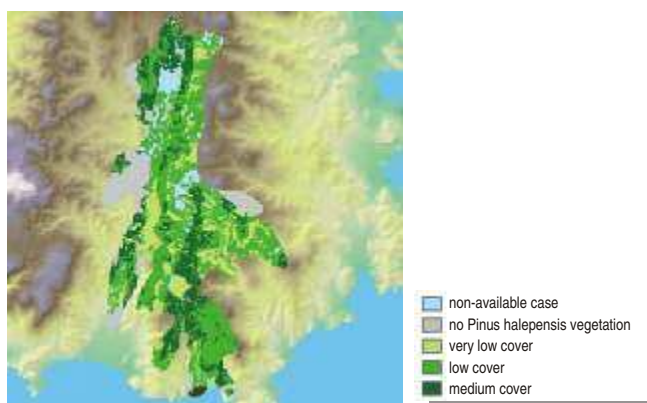 non-available case
no Pinus halepensis vegetation
very low cover
low cover
medium cover